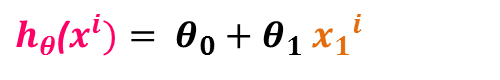 hθ(xⁱ) = θ₀ + θ₁ x₁ⁱ